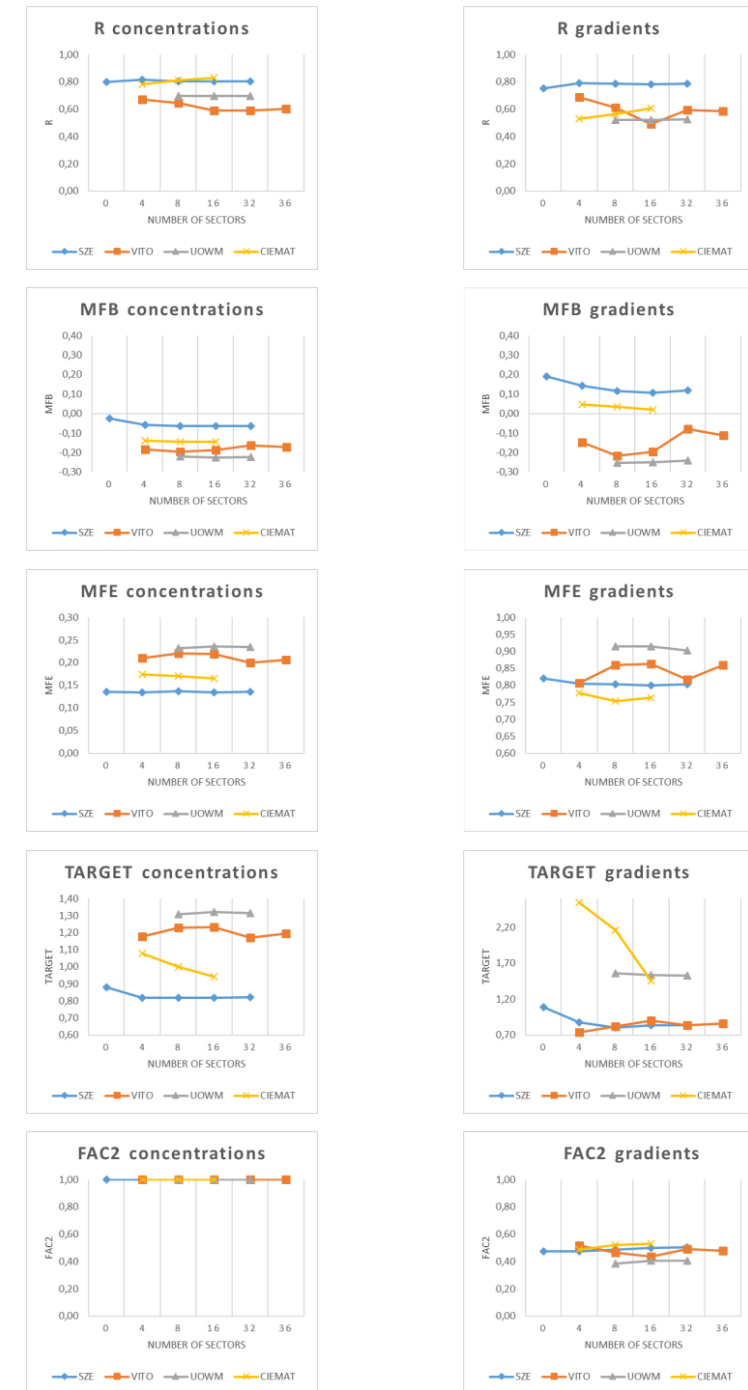 R concentrations
1,00
0,80
0,60
0,40
0,20
0,00
R
0 4 8 16 32 36
NUMBER OF SECTORS
SZE VITO UOWM CIEMAT
R gradients
1,00
0,80
0,60
0,40
0,20
0,00
R
0 4 8 16 32 36
NUMBER OF SECTORS
SZE VITO UOWM CIEMAT
MFB concentrations
0,40
0,30
0,20
0,10
0,00
-0,10
-0,20
-0,30
MFB
0 4 8 16 32 36
NUMBER OF SECTORS
SZE VITO UOWM CIEMAT
MFB gradients
0,40
0,30
0,20
0,10
0,00
-0,10
-0,20
-0,30
MFB
0 4 8 16 32 36
NUMBER OF SECTORS
SZE VITO UOWM CIEMAT
MFE concentrations
0,30
0,25
0,20
0,15
0,10
0,05
0,00
MFE
0 4 8 16 32 36
NUMBER OF SECTORS
SZE VITO UOWM CIEMAT
MFE gradients
1,00
0,95
0,90
0,85
0,80
0,75
0,70
0,65
0,60
MFE
0 4 8 16 32 36
NUMBER OF SECTORS
SZE VITO UOWM CIEMAT
TARGET concentrations
1,40
1,30
1,20
1,10
1,00
0,90
0,80
0,70
0,60
TARGET
0 4 8 16 32 36
NUMBER OF SECTORS
SZE VITO UOWM CIEMAT
TARGET gradients
2,20
1,70
1,20
0,70
TARGET
0 4 8 16 32 36
NUMBER OF SECTORS
SZE VITO UOWM CIEMAT
FAC2 concentrations
1,00
0,80
0,60
0,40
0,20
0,00
FAC2
0 4 8 16 32 36
NUMBER OF SECTORS
SZE VITO UOWM CIEMAT
FAC2 gradients
1,00
0,80
0,60
0,40
0,20
0,00
FAC2
0 4 8 16 32 36
NUMBER OF SECTORS
SZE VITO UOWM CIEMAT